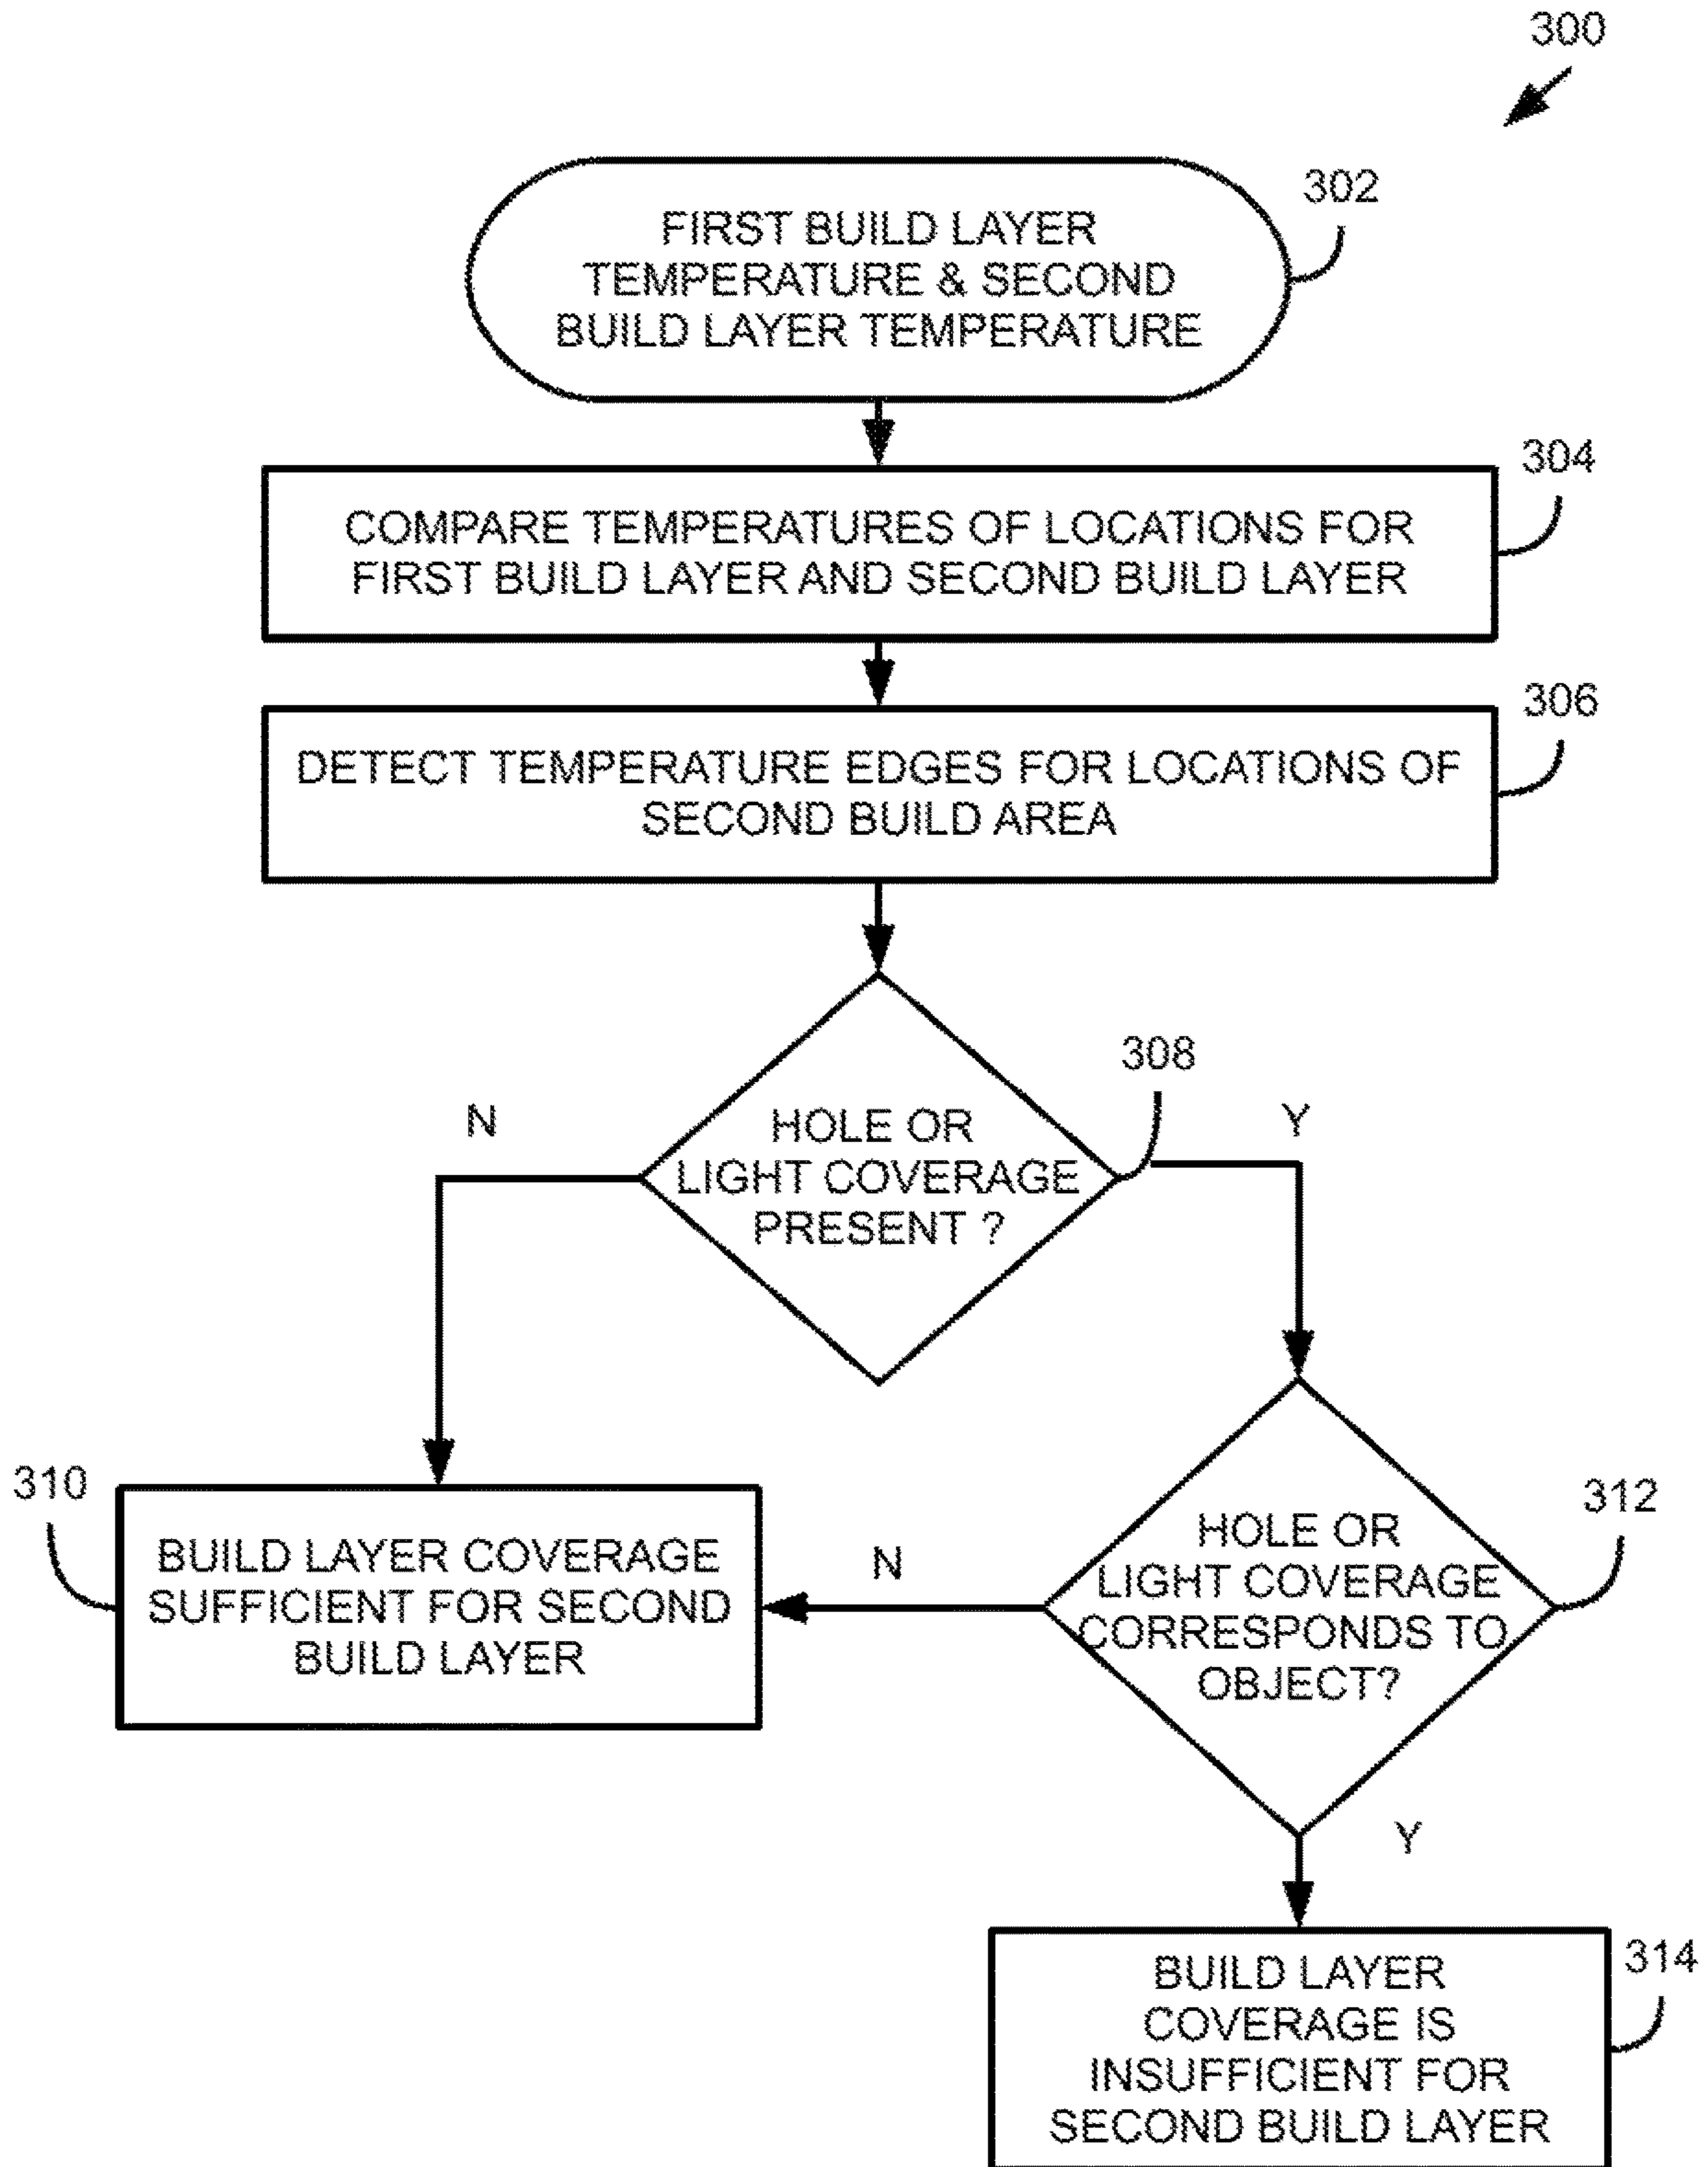 300
302
FIRST BUILD LAYER
TEMPERATURE & SECOND
BUILD LAYER TEMPERATURE
304
COMPARE TEMPERATURES OF LOCATIONS FOR
FIRST BUILD LAYER AND SECOND BUILD LAYER
306
DETECT TEMPERATURE EDGES FOR LOCATIONS OF
SECOND BUILD AREA
308
N
Y
HOLE OR
LIGHT COVERAGE
PRESENT ?
310
BUILD LAYER COVERAGE
SUFFICIENT FOR SECOND
BUILD LAYER
N
312
HOLE OR
LIGHT COVERAGE
CORRESPONDS TO
OBJECT?
Y
314
BUILD LAYER
COVERAGE IS
INSUFFICIENT FOR
SECOND BUILD LAYER